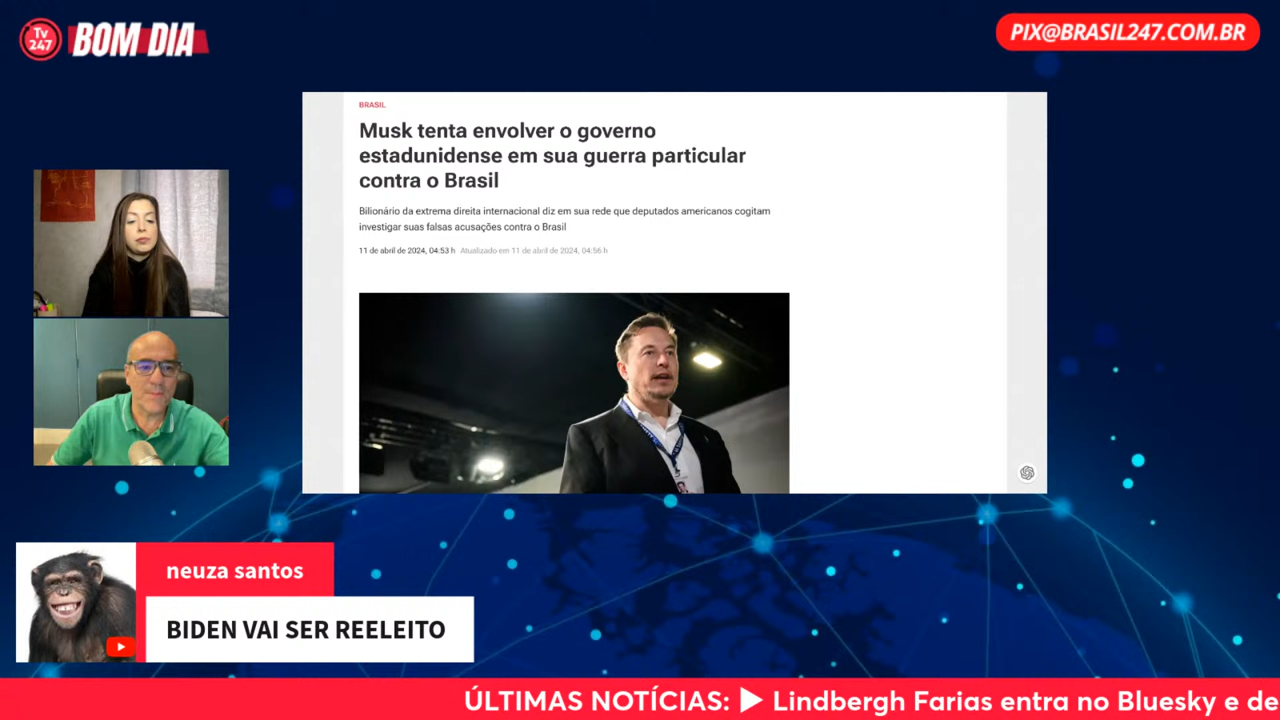 Tv
247
BOM DIA
PIX@BRASIL247.COM.BR
BRASIL
Musk tenta envolver o governo
estadunidense em sua guerra particular
contra o Brasil
Bilionário da extrema direita internacional diz em sua rede que deputados americanos cogitam
investigar suas falsas acusações contra o Brasil
11 de abril de 2024, 04:53 h Atualizado em 11 de abril de 2024, 04:56 h
neuza santos
BIDEN VAI SER REELEITO
ÚLTIMAS NOTÍCIAS: ▶ Lindbergh Farias entra no Bluesky e de